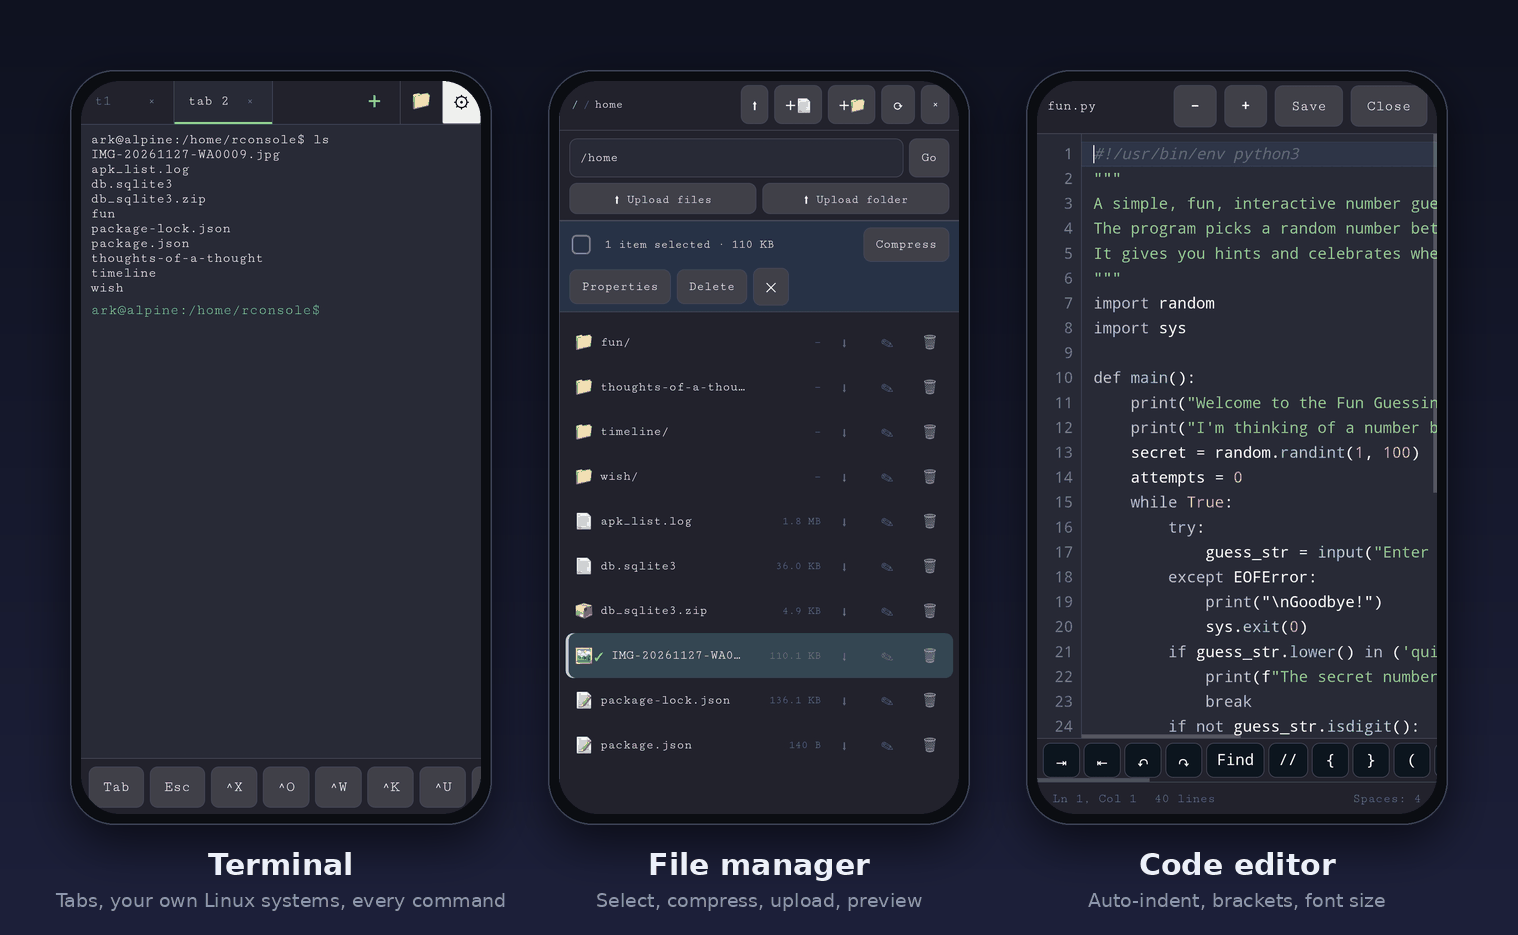 t1 × tab 2 × +
ark@alpine:/home/rconsole$ ls
IMG-20261127-WA0009.jpg
apk_list.log
db.sqlite3
db_sqlite3.zip
fun
package-lock.json
package.json
thoughts-of-a-thought
timeline
wish
ark@alpine:/home/rconsole$
Tab Esc ^X ^O ^W ^K ^U
Terminal
Tabs, your own Linux systems, every command
/ / home ⬆ +📄 +📁 ⟳ ×
/home Go
⬆ Upload files ⬆ Upload folder
1 item selected · 110 KB Compress
Properties Delete ✕
fun/ –
thoughts-of-a-thou… –
timeline/ –
wish/ –
apk_list.log 1.8 MB
db.sqlite3 36.0 KB
db_sqlite3.zip 4.9 KB
✓ IMG-20261127-WA0… 110.1 KB
package-lock.json 136.1 KB
package.json 140 B
File manager
Select, compress, upload, preview
fun.py − + Save Close
1 #!/usr/bin/env python3
2 """
3 A simple, fun, interactive number gue
4 The program picks a random number bet
5 It gives you hints and celebrates whe
6 """
7 import random
8 import sys
9
10 def main():
11 print("Welcome to the Fun Guessin
12 print("I'm thinking of a number b
13 secret = random.randint(1, 100)
14 attempts = 0
15 while True:
16 try:
17 guess_str = input("Enter
18 except EOFError:
19 print("\nGoodbye!")
20 sys.exit(0)
21 if guess_str.lower() in ('qui
22 print(f"The secret number
23 break
24 if not guess_str.isdigit():
⇥ ⇤ ↶ ↷ Find // { } (
Ln 1, Col 1 40 lines Spaces: 4
Code editor
Auto-indent, brackets, font size